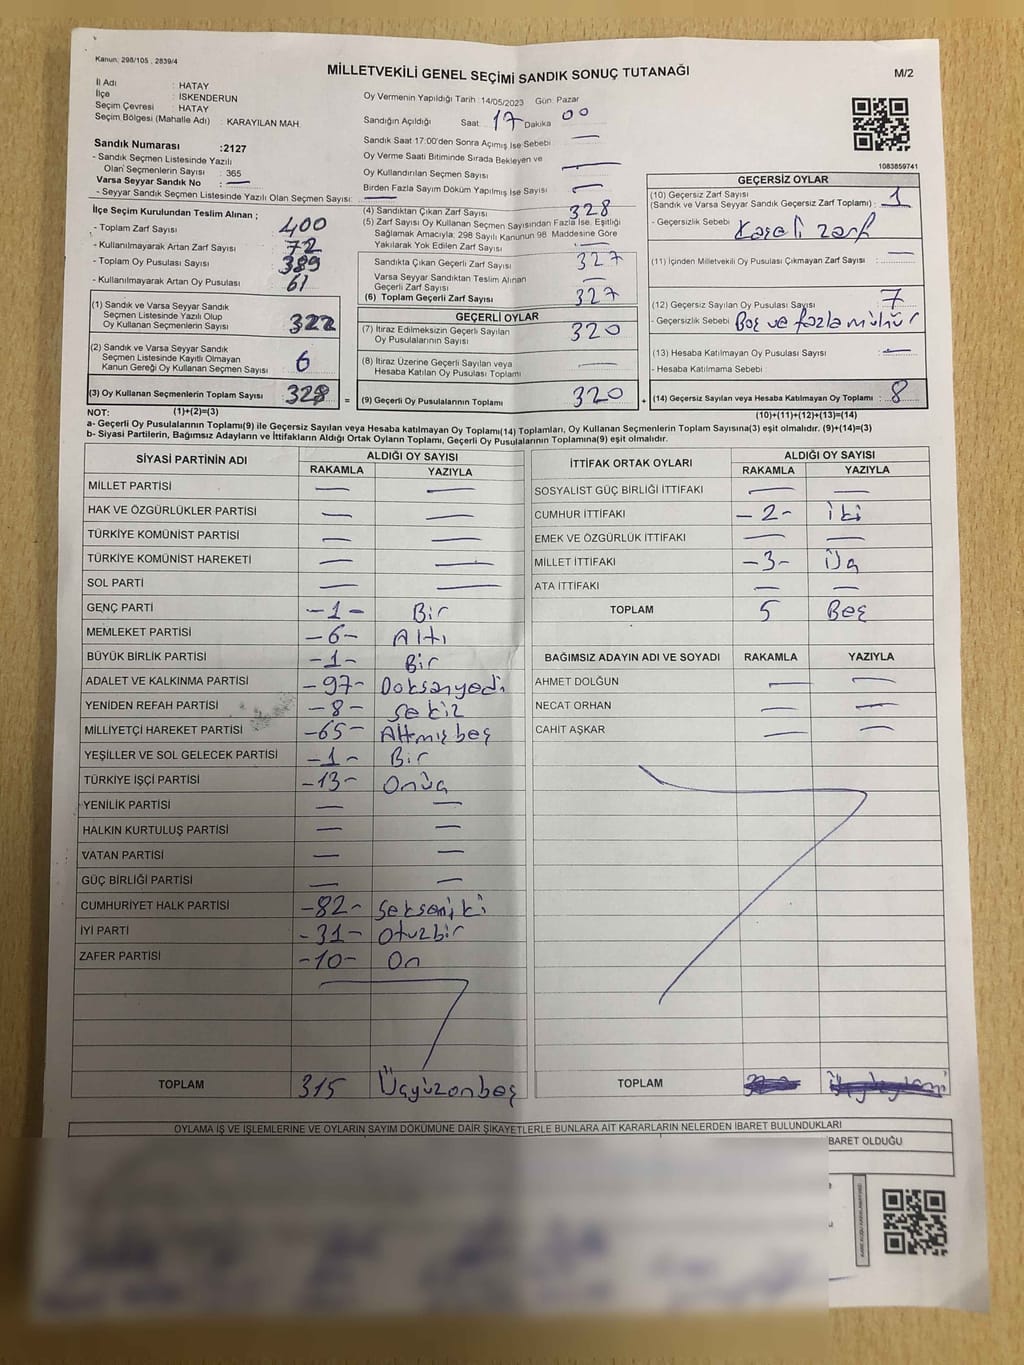 Kanun: 298/105 , 2839/4
MİLLETVEKİLİ GENEL SEÇİMİ SANDIK SONUÇ TUTANAĞI
M/2
İl Adı : HATAY
İlçe : İSKENDERUN
Seçim Çevresi : HATAY
Seçim Bölgesi (Mahalle Adı) : KARAYILAN MAH.
Sandık Numarası :2127
- Sandık Seçmen Listesinde Yazılı
Olan Seçmenlerin Sayısı : 365
Varsa Seyyar Sandık No : —
- Seyyar Sandık Seçmen Listesinde Yazılı Olan Seçmen Sayısı: —
Oy Vermenin Yapıldığı Tarih :14/05/2023 Gün: Pazar
Sandığın Açıldığı Saat 17 Dakika 00
Sandık Saat 17:00'den Sonra Açımış İse Sebebi —
Oy Verme Saati Bitiminde Sırada Bekleyen ve
Oy Kullandırılan Seçmen Sayısı —
Birden Fazla Sayım Döküm Yapılmış İse Sayısı —
1083859741
İlçe Seçim Kurulundan Teslim Alınan ;
- Toplam Zarf Sayısı : 400
- Kullanılmayarak Artan Zarf Sayısı : 72
- Toplam Oy Pusulası Sayısı : 389
- Kullanılmayarak Artan Oy Pusulası : 61
(1) Sandık ve Varsa Seyyar Sandık
Seçmen Listesinde Yazılı Olup
Oy Kullanan Seçmenlerin Sayısı 322
(2) Sandık ve Varsa Seyyar Sandık
Seçmen Listesinde Kayıtlı Olmayan
Kanun Gereği Oy Kullanan Seçmen Sayısı 6
(3) Oy Kullanan Seçmenlerin Toplam Sayısı 328 =
(4) Sandıktan Çıkan Zarf Sayısı 328
(5) Zarf Sayısı Oy Kullanan Seçmen Sayısından Fazla İse, Eşitliği
Sağlamak Amacıyla, 298 Sayılı Kanunun 98. Maddesine Göre
Yakılarak Yok Edilen Zarf Sayısı —
Sandıkta Çıkan Geçerli Zarf Sayısı 327
Varsa Seyyar Sandıktan Teslim Alınan
Geçerli Zarf Sayısı —
(6) Toplam Geçerli Zarf Sayısı 327
GEÇERLİ OYLAR
(7) İtiraz Edilmeksizin Geçerli Sayılan
Oy Pusulalarının Sayısı 320
(8) İtiraz Üzerine Geçerli Sayılan veya
Hesaba Katılan Oy Pusulası Toplamı —
(9) Geçerli Oy Pusulalarının Toplamı 320 +
GEÇERSİZ OYLAR
(10) Geçersiz Zarf Sayısı
(Sandık ve Varsa Seyyar Sandık Geçersiz Zarf Toplamı) : 1
- Geçersizlik Sebebi Kaşeli zarf
(11) İçinden Milletvekili Oy Pusulası Çıkmayan Zarf Sayısı : —
(12) Geçersiz Sayılan Oy Pusulası Sayısı : 7
- Geçersizlik Sebebi Boş ve fazla mühür
(13) Hesaba Katılmayan Oy Pusulası Sayısı : —
- Hesaba Katılmama Sebebi
(14) Geçersiz Sayılan veya Hesaba Katılmayan Oy Toplamı : 8
NOT: (1)+(2)=(3) (10)+(11)+(12)+(13)=(14)
a- Geçerli Oy Pusulalarının Toplamı(9) ile Geçersiz Sayılan veya Hesaba katılmayan Oy Toplamı(14) Toplamları, Oy Kullanan Seçmenlerin Toplam Sayısına(3) eşit olmalıdır. (9)+(14)=(3)
b- Siyasi Partilerin, Bağımsız Adayların ve İttifakların Aldığı Ortak Oyların Toplamı, Geçerli Oy Pusulalarının Toplamına(9) eşit olmalıdır.
SİYASİ PARTİNİN ADI ALDIĞI OY SAYISI
RAKAMLA YAZIYLA
MİLLET PARTİSİ — —
HAK VE ÖZGÜRLÜKLER PARTİSİ — —
TÜRKİYE KOMÜNİST PARTİSİ — —
TÜRKİYE KOMÜNİST HAREKETİ — —
SOL PARTİ — —
GENÇ PARTİ -1- Bir
MEMLEKET PARTİSİ -6- Altı
BÜYÜK BİRLİK PARTİSİ -1- Bir
ADALET VE KALKINMA PARTİSİ -97- Doksanyedi
YENİDEN REFAH PARTİSİ -8- Sekiz
MİLLİYETÇİ HAREKET PARTİSİ -65- Altmışbeş
YEŞİLLER VE SOL GELECEK PARTİSİ -1- Bir
TÜRKİYE İŞÇİ PARTİSİ -13- Onüç
YENİLİK PARTİSİ — —
HALKIN KURTULUŞ PARTİSİ — —
VATAN PARTİSİ — —
GÜÇ BİRLİĞİ PARTİSİ — —
CUMHURİYET HALK PARTİSİ -82- Seksaniki
İYİ PARTİ -31- Otuzbir
ZAFER PARTİSİ -10- On
TOPLAM 315 Üçyüzonbeş
İTTİFAK ORTAK OYLARI ALDIĞI OY SAYISI
RAKAMLA YAZIYLA
SOSYALİST GÜÇ BİRLİĞİ İTTİFAKI — —
CUMHUR İTTİFAKI -2- iki
EMEK VE ÖZGÜRLÜK İTTİFAKI — —
MİLLET İTTİFAKI -3- üç
ATA İTTİFAKI — —
TOPLAM 5 Beş
BAĞIMSIZ ADAYIN ADI VE SOYADI RAKAMLA YAZIYLA
AHMET DOLĞUN — —
NECAT ORHAN — —
CAHİT AŞKAR — —
TOPLAM
OYLAMA İŞ VE İŞLEMLERİNE VE OYLARIN SAYIM DÖKÜMÜNE DAİR ŞİKAYETLERLE BUNLARA AİT KARARLARIN NELERDEN İBARET BULUNDUKLARI
BARET OLDUĞU